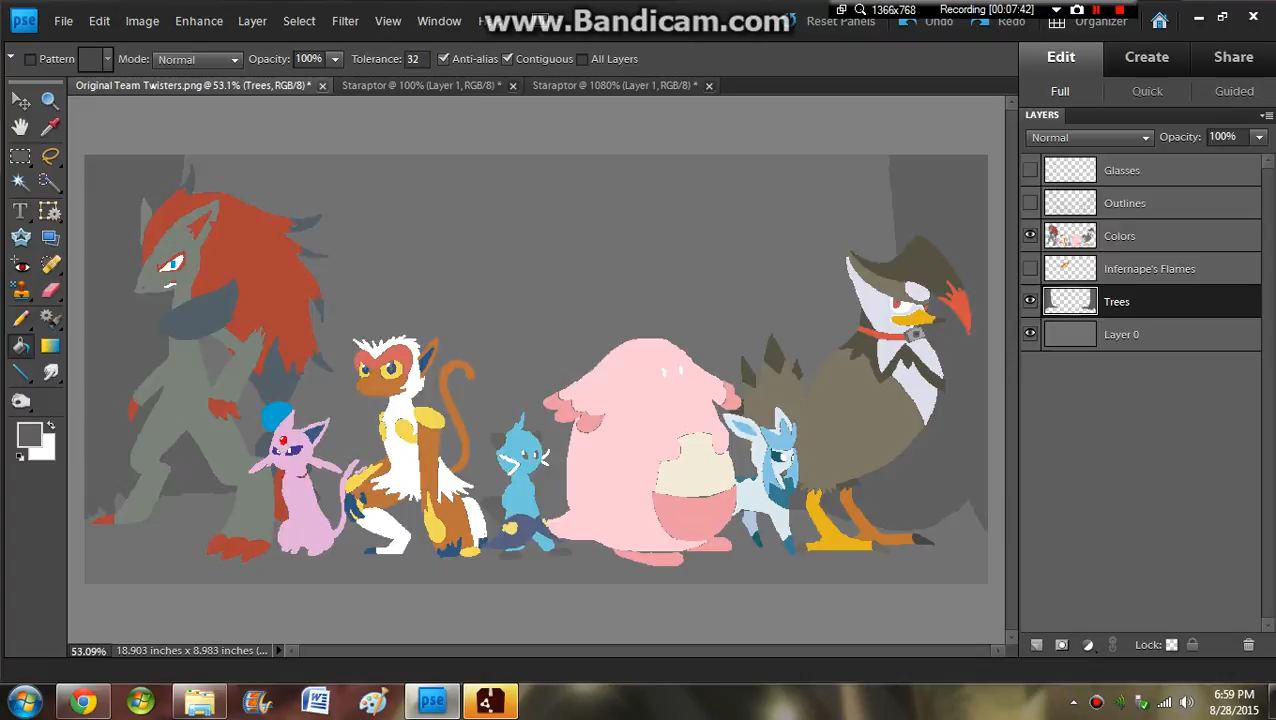 www.Bandicam.com
1366x768 Recording [00:07:42]
pse File Edit Image Enhance Layer Select Filter View Window Reset Panels Undo Redo Organizer
Pattern Mode: Normal Opacity: 100% Tolerance: 32 Anti-alias Contiguous All Layers
Edit Create Share
Original Team Twisters.png @ 53.1% (Trees, RGB/8) * Staraptor @ 100% (Layer 1, RGB/8) * Staraptor @ 1080% (Layer 1, RGB/8) *
Full Quick Guided
LAYERS
Normal Opacity: 100%
Glasses
Outlines
Colors
Infernape's Flames
Trees
Layer 0
Lock:
53.09% 18.903 inches x 8.983 inches (...
pse
6:59 PM
8/28/2015